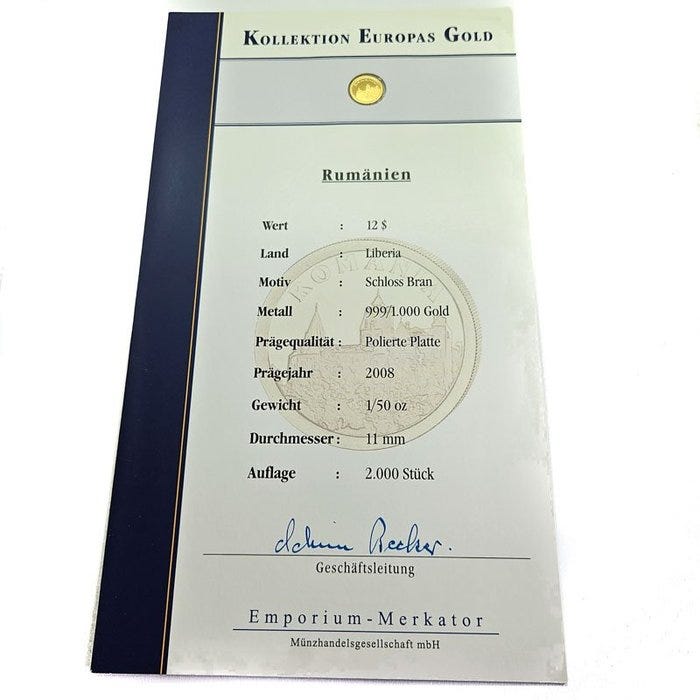 KOLLEKTION EUROPAS GOLD
Rumänien
Wert : 12 $
Land : Liberia
Motiv : Schloss Bran
Metall : 999/1.000 Gold
Prägequalität : Polierte Platte
Prägejahr : 2008
Gewicht : 1/50 oz
Durchmesser : 11 mm
Auflage : 2.000 Stück
Geschäftsleitung
Emporium-Merkator
Münzhandelsgesellschaft mbH